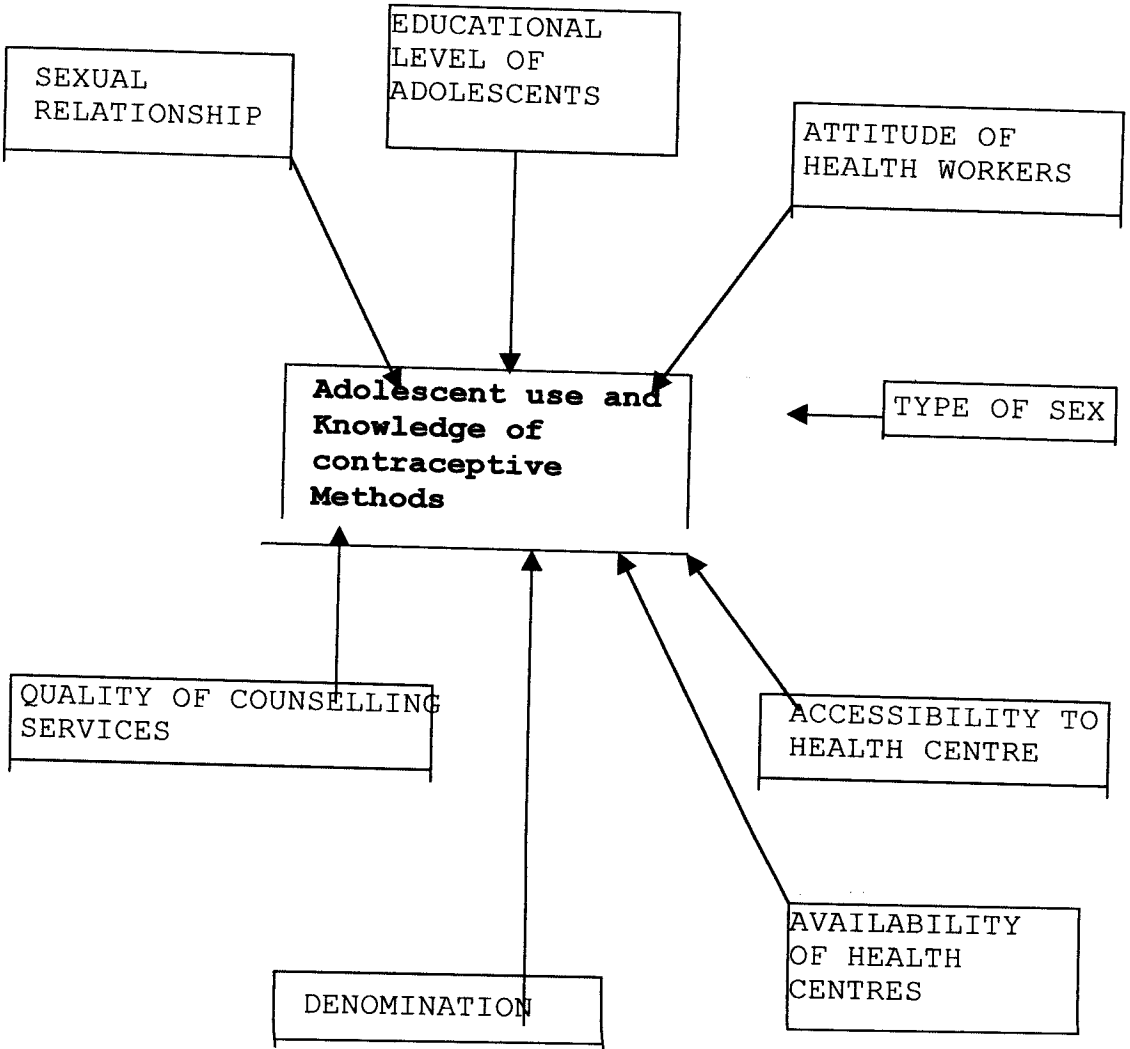 EDUCATIONAL
LEVEL OF
ADOLESCENTS
SEXUAL
RELATIONSHIP
ATTITUDE OF
HEALTH WORKERS
Adolescent use and
Knowledge of
contraceptive
Methods
TYPE OF SEX
QUALITY OF COUNSELLING
SERVICES
ACCESSIBILITY TO
HEALTH CENTRE
AVAILABILITY
OF HEALTH
CENTRES
DENOMINATION